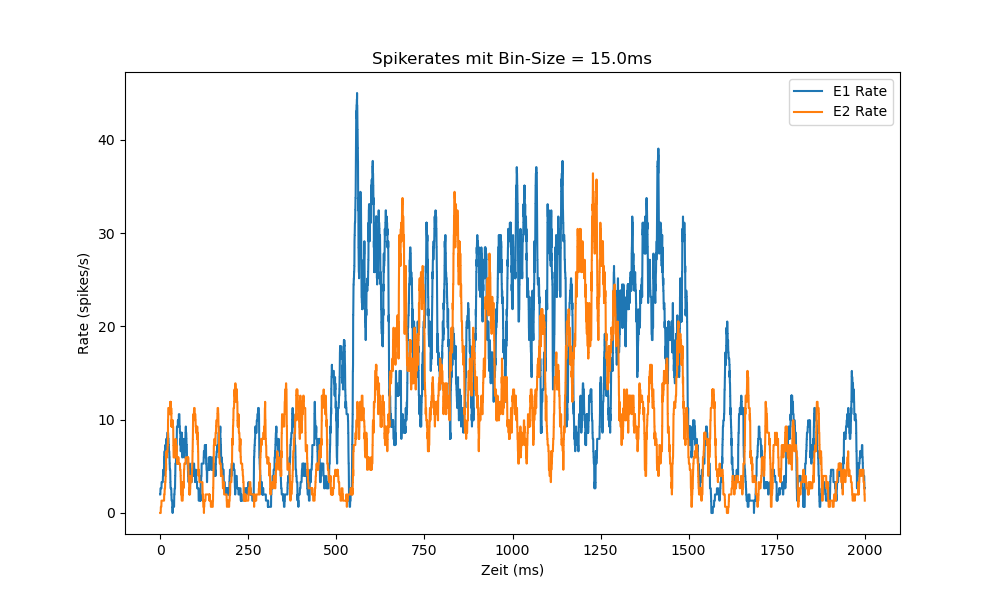 Spikerates mit Bin-Size = 15.0ms
E1 Rate
E2 Rate
Rate (spikes/s)
40
30
20
10
0
0 250 500 750 1000 1250 1500 1750 2000
Zeit (ms)